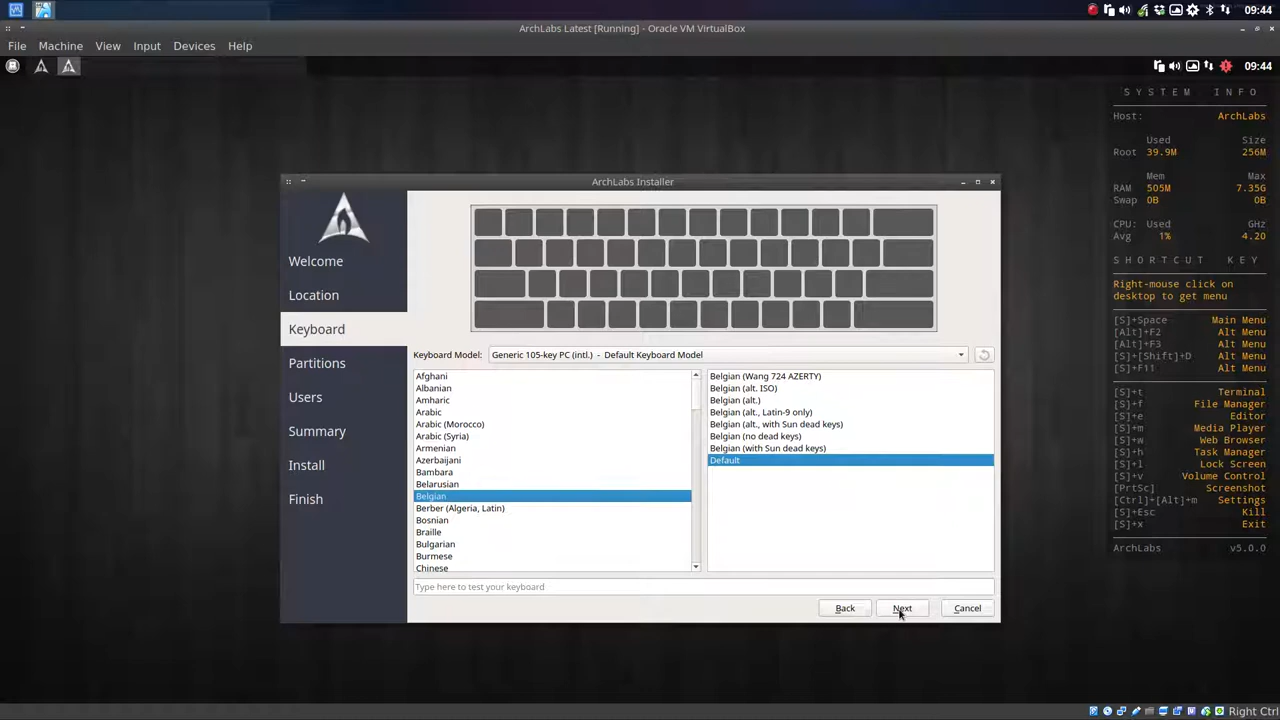 09:44
ArchLabs Latest [Running] - Oracle VM VirtualBox
File Machine View Input Devices Help
09:44
SYSTEM INFO
Host: ArchLabs
Used Size
Root 39.9M 256M
Mem Max
RAM 505M 7.35G
Swap 0B 0B
CPU: Used
Avg 1% 4.20
SHORTCUT KEY
Right-mouse click on
desktop to get menu
[S]+Space Main Menu
[Alt]+F2 Alt Menu
[Alt]+F3 Alt Menu
[S]+[Shift]+D Alt Menu
[S]+F11 Alt Menu
[S]+t Terminal
[S]+f File Manager
[S]+e Editor
[S]+m Media Player
[S]+w Web Browser
[S]+h Task Manager
[S]+l Lock Screen
[S]+v Volume Control
[PrtSc] Screenshot
[Ctrl]+[Alt]+m Settings
[S]+Esc Kill
[S]+x Exit
ArchLabs v5.0.0
ArchLabs Installer
Welcome
Location
Keyboard
Partitions
Users
Summary
Install
Finish
Keyboard Model: Generic 105-key PC (intl.) - Default Keyboard Model
Afghani
Albanian
Amharic
Arabic
Arabic (Morocco)
Arabic (Syria)
Armenian
Azerbaijani
Bambara
Belarusian
Belgian
Berber (Algeria, Latin)
Bosnian
Braille
Bulgarian
Burmese
Chinese
Belgian (Wang 724 AZERTY)
Belgian (alt. ISO)
Belgian (alt.)
Belgian (alt., Latin-9 only)
Belgian (alt., with Sun dead keys)
Belgian (no dead keys)
Belgian (with Sun dead keys)
Default
Type here to test your keyboard
Back Next Cancel
Right Ctrl